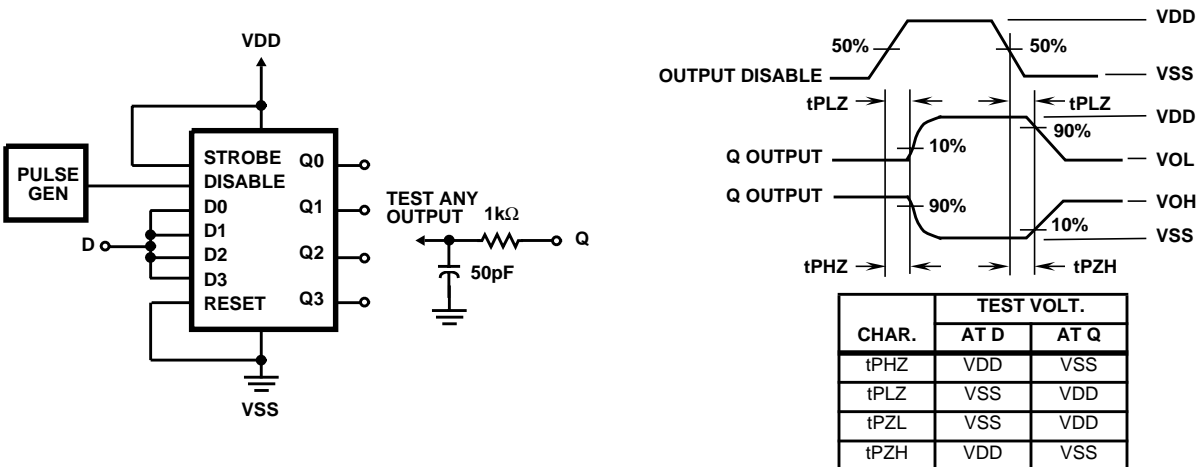 VDD
PULSE
GEN
STROBE
DISABLE
D0
D1
D2
D3
RESET
Q0
Q1
Q2
Q3
D
VSS
TEST ANY
OUTPUT
1kΩ
Q
50pF
VDD
50%
50%
OUTPUT DISABLE
VSS
tPLZ
tPLZ
VDD
10%
90%
Q OUTPUT
VOL
Q OUTPUT
VOH
90%
10%
VSS
tPHZ
tPZH
TEST VOLT.
CHAR. AT D AT Q
tPHZ VDD VSS
tPLZ VSS VDD
tPZL VSS VDD
tPZH VDD VSS